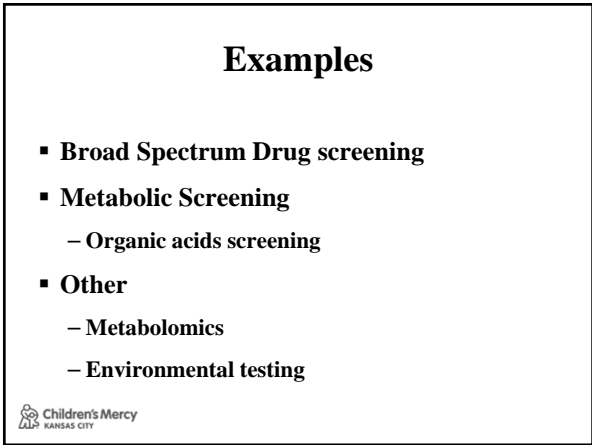 Examples
▪ Broad Spectrum Drug screening
▪ Metabolic Screening
– Organic acids screening
▪ Other
– Metabolomics
– Environmental testing
Children's Mercy
KANSAS CITY